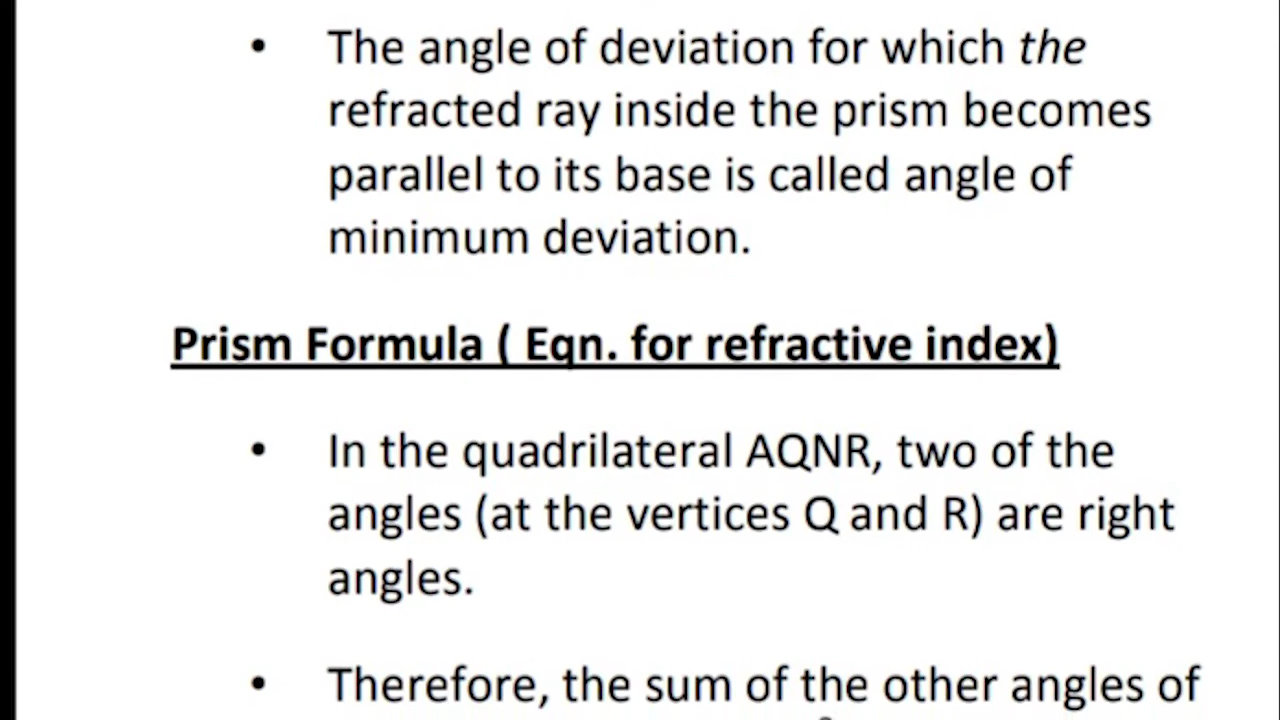 • The angle of deviation for which the
refracted ray inside the prism becomes
parallel to its base is called angle of
minimum deviation.
Prism Formula ( Eqn. for refractive index)
• In the quadrilateral AQNR, two of the
angles (at the vertices Q and R) are right
angles.
• Therefore, the sum of the other angles of